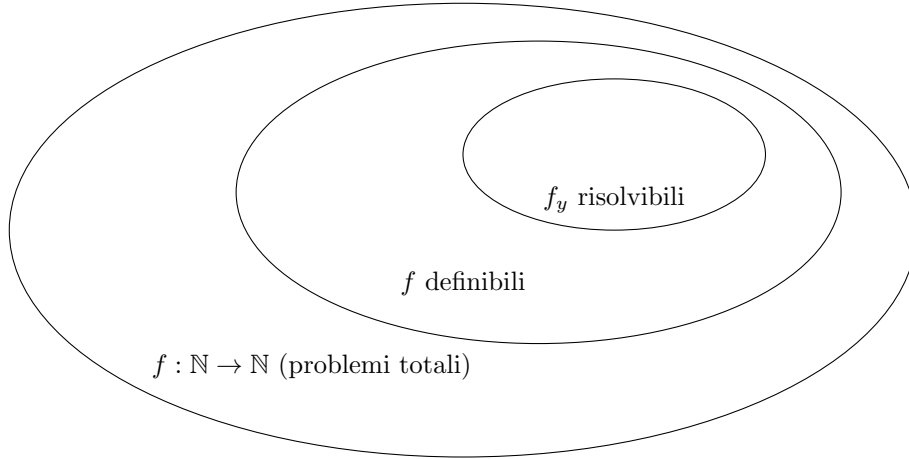 f_y risolvibili
f definibili
f : ℕ → ℕ (problemi totali)